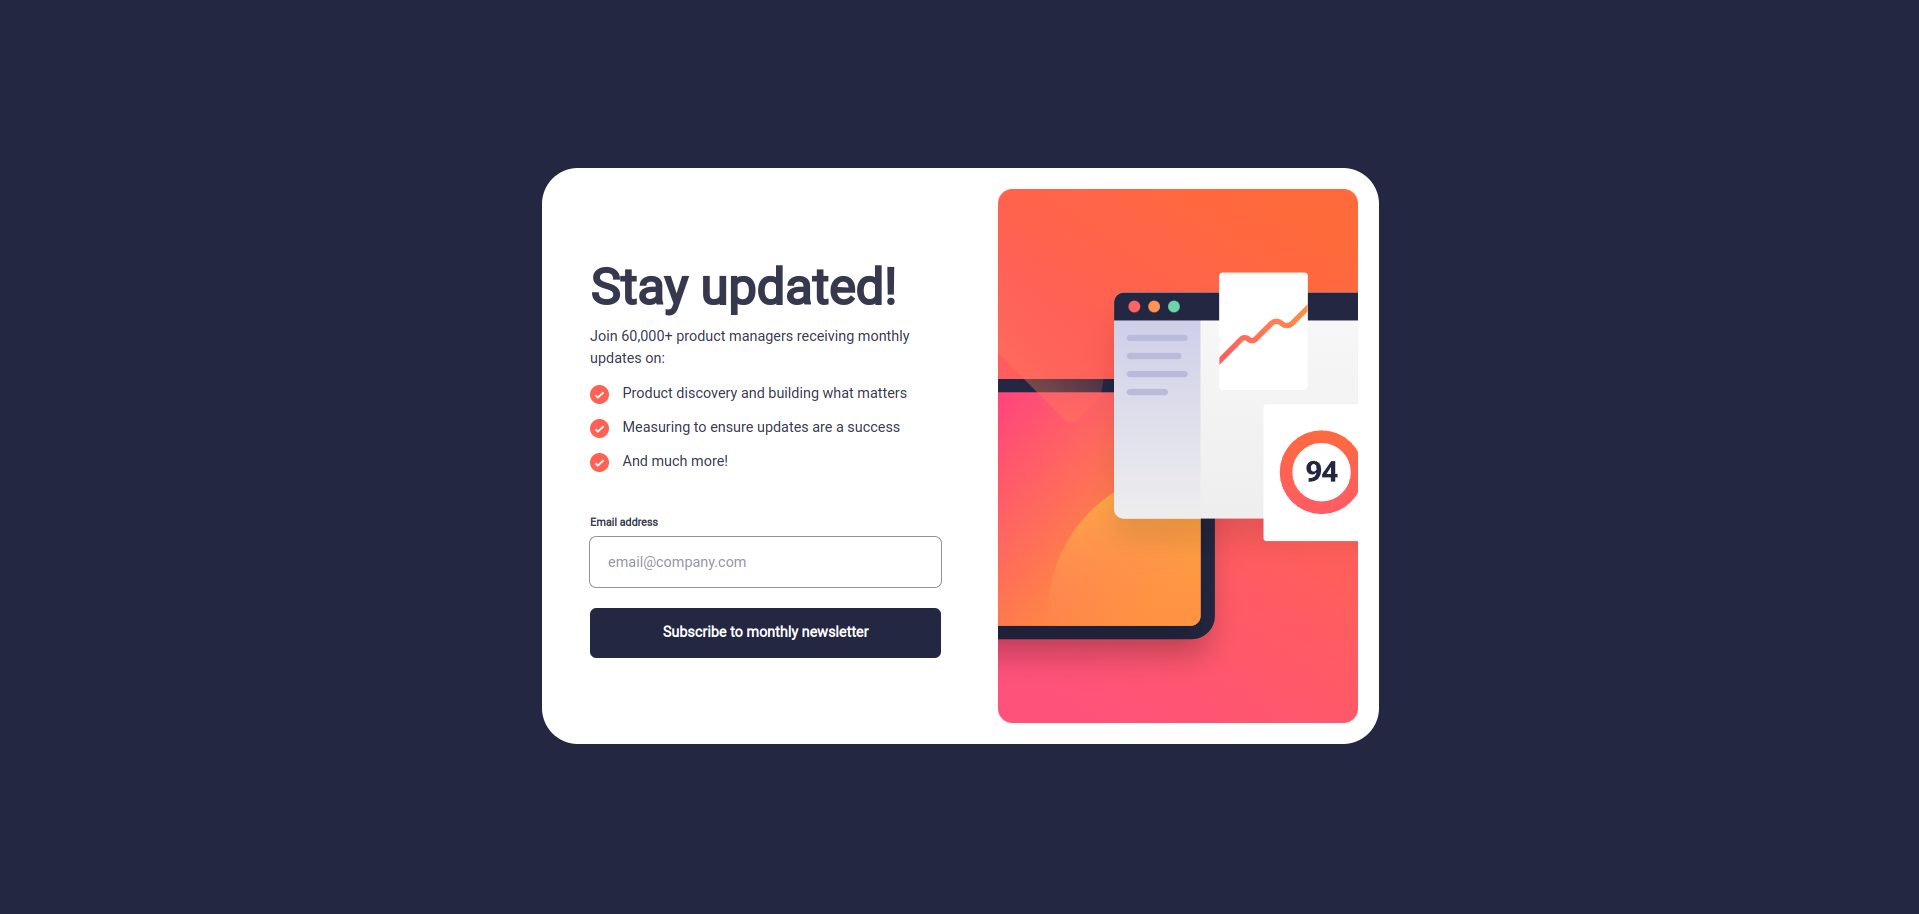 Stay updated!
Join 60,000+ product managers receiving monthly
updates on:
Product discovery and building what matters
Measuring to ensure updates are a success
And much more!
Email address
email@company.com
Subscribe to monthly newsletter
94